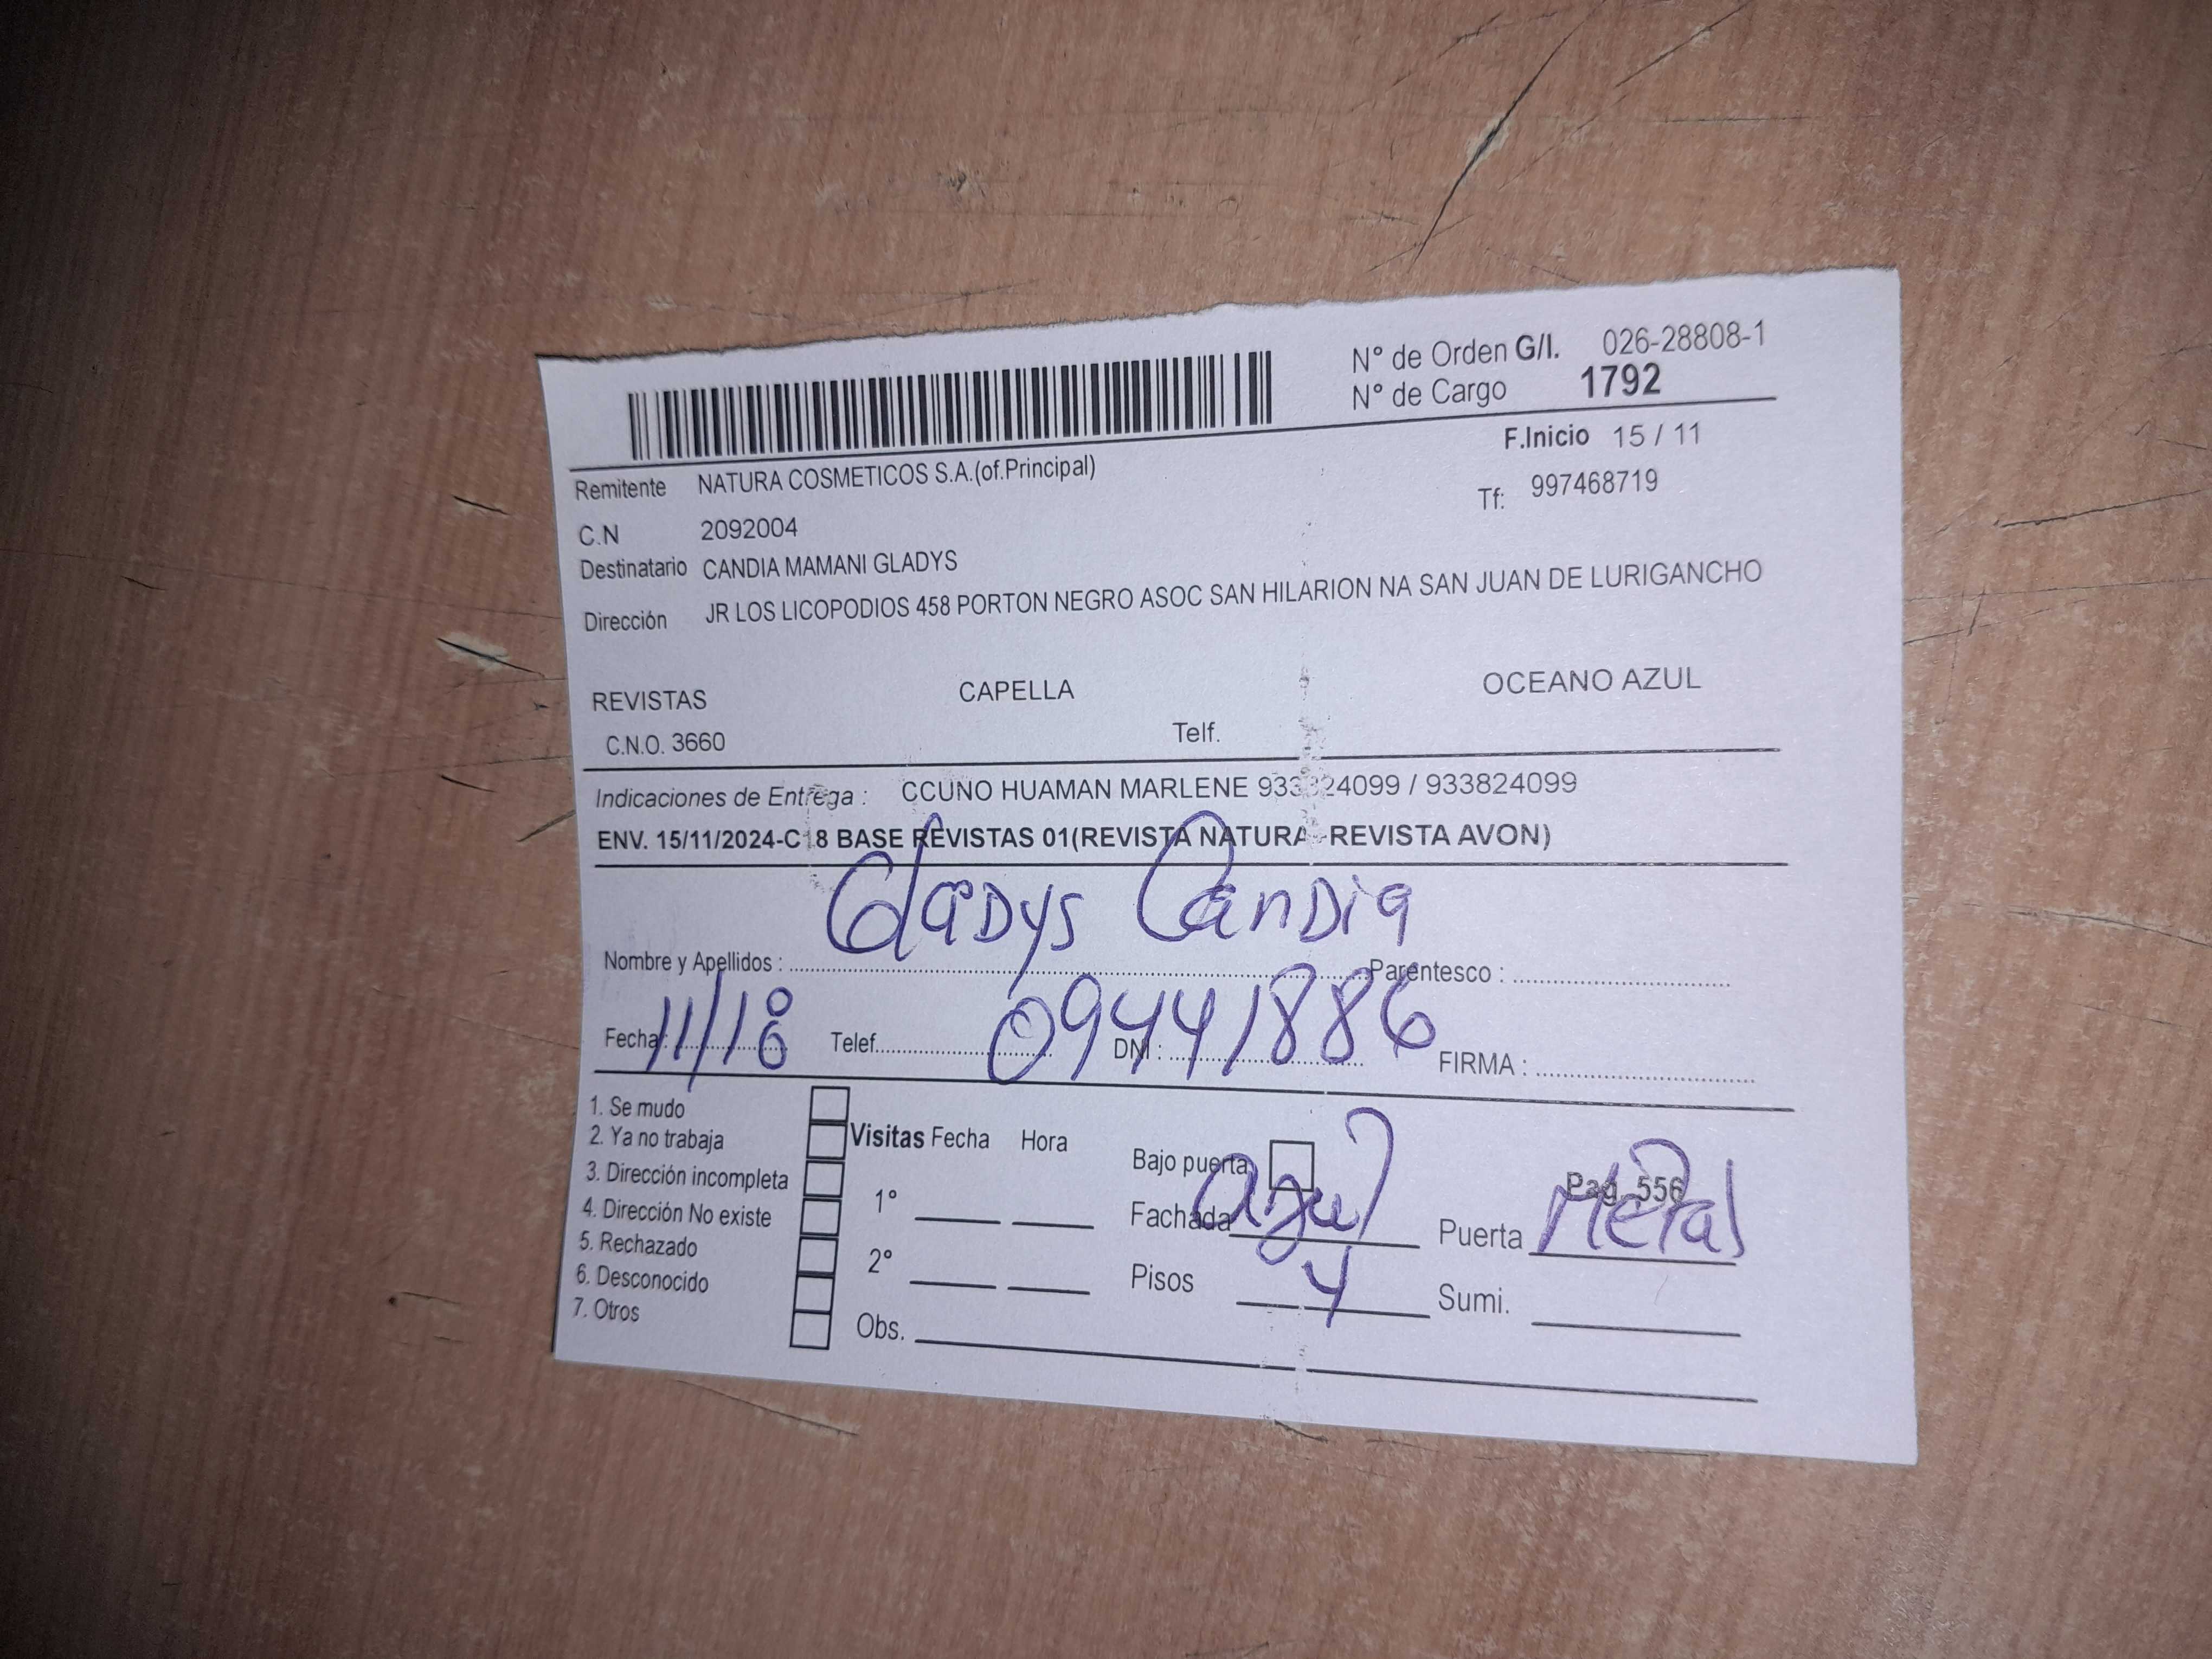 N° de Orden G/I. 026-28808-1
N° de Cargo 1792
F.Inicio 15 / 11
Remitente NATURA COSMETICOS S.A.(of.Principal)
Tf: 997468719
C.N 2092004
Destinatario CANDIA MAMANI GLADYS
Dirección JR LOS LICOPODIOS 458 PORTON NEGRO ASOC SAN HILARION NA SAN JUAN DE LURIGANCHO
REVISTAS CAPELLA OCEANO AZUL
C.N.O. 3660 Telf.
Indicaciones de Entrega : CCUNO HUAMAN MARLENE 933824099 / 933824099
ENV. 15/11/2024-C18 BASE REVISTAS 01(REVISTA NATURA -REVISTA AVON)
Nombre y Apellidos : Gladys Candia Parentesco :
Fecha : 11/18 Telef. DNI : 09441886 FIRMA :
1. Se mudo
2. Ya no trabaja
3. Dirección incompleta
4. Dirección No existe
5. Rechazado
6. Desconocido
7. Otros
Visitas Fecha Hora
1°
2°
Obs.
Bajo puerta Pag. 556
Fachada azul Puerta Metal
Pisos 4 Sumi.